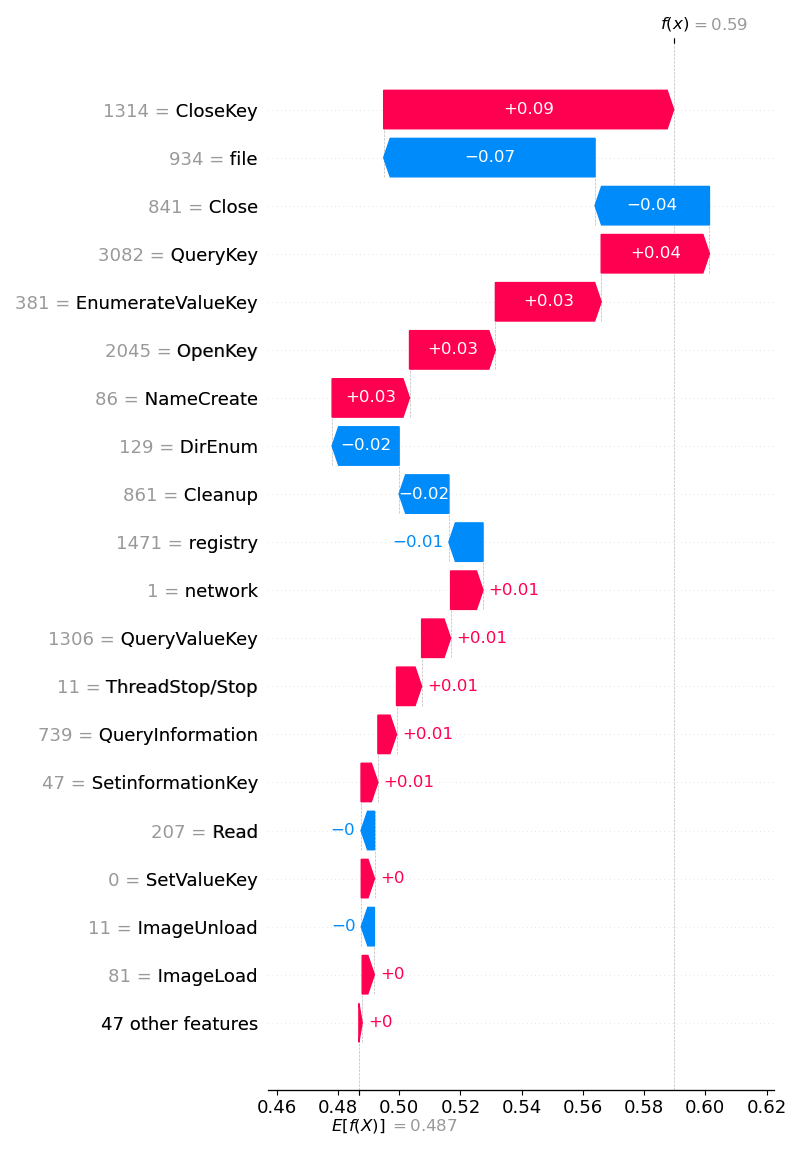 f(x) = 0.59
1314 = CloseKey +0.09
934 = file −0.07
841 = Close −0.04
3082 = QueryKey +0.04
381 = EnumerateValueKey +0.03
2045 = OpenKey +0.03
86 = NameCreate +0.03
129 = DirEnum −0.02
861 = Cleanup −0.02
1471 = registry −0.01
1 = network +0.01
1306 = QueryValueKey +0.01
11 = ThreadStop/Stop +0.01
739 = QueryInformation +0.01
47 = SetinformationKey +0.01
207 = Read −0
0 = SetValueKey +0
11 = ImageUnload −0
81 = ImageLoad +0
47 other features +0
0.46 0.48 0.50 0.52 0.54 0.56 0.58 0.60 0.62
E[f(X)] = 0.487